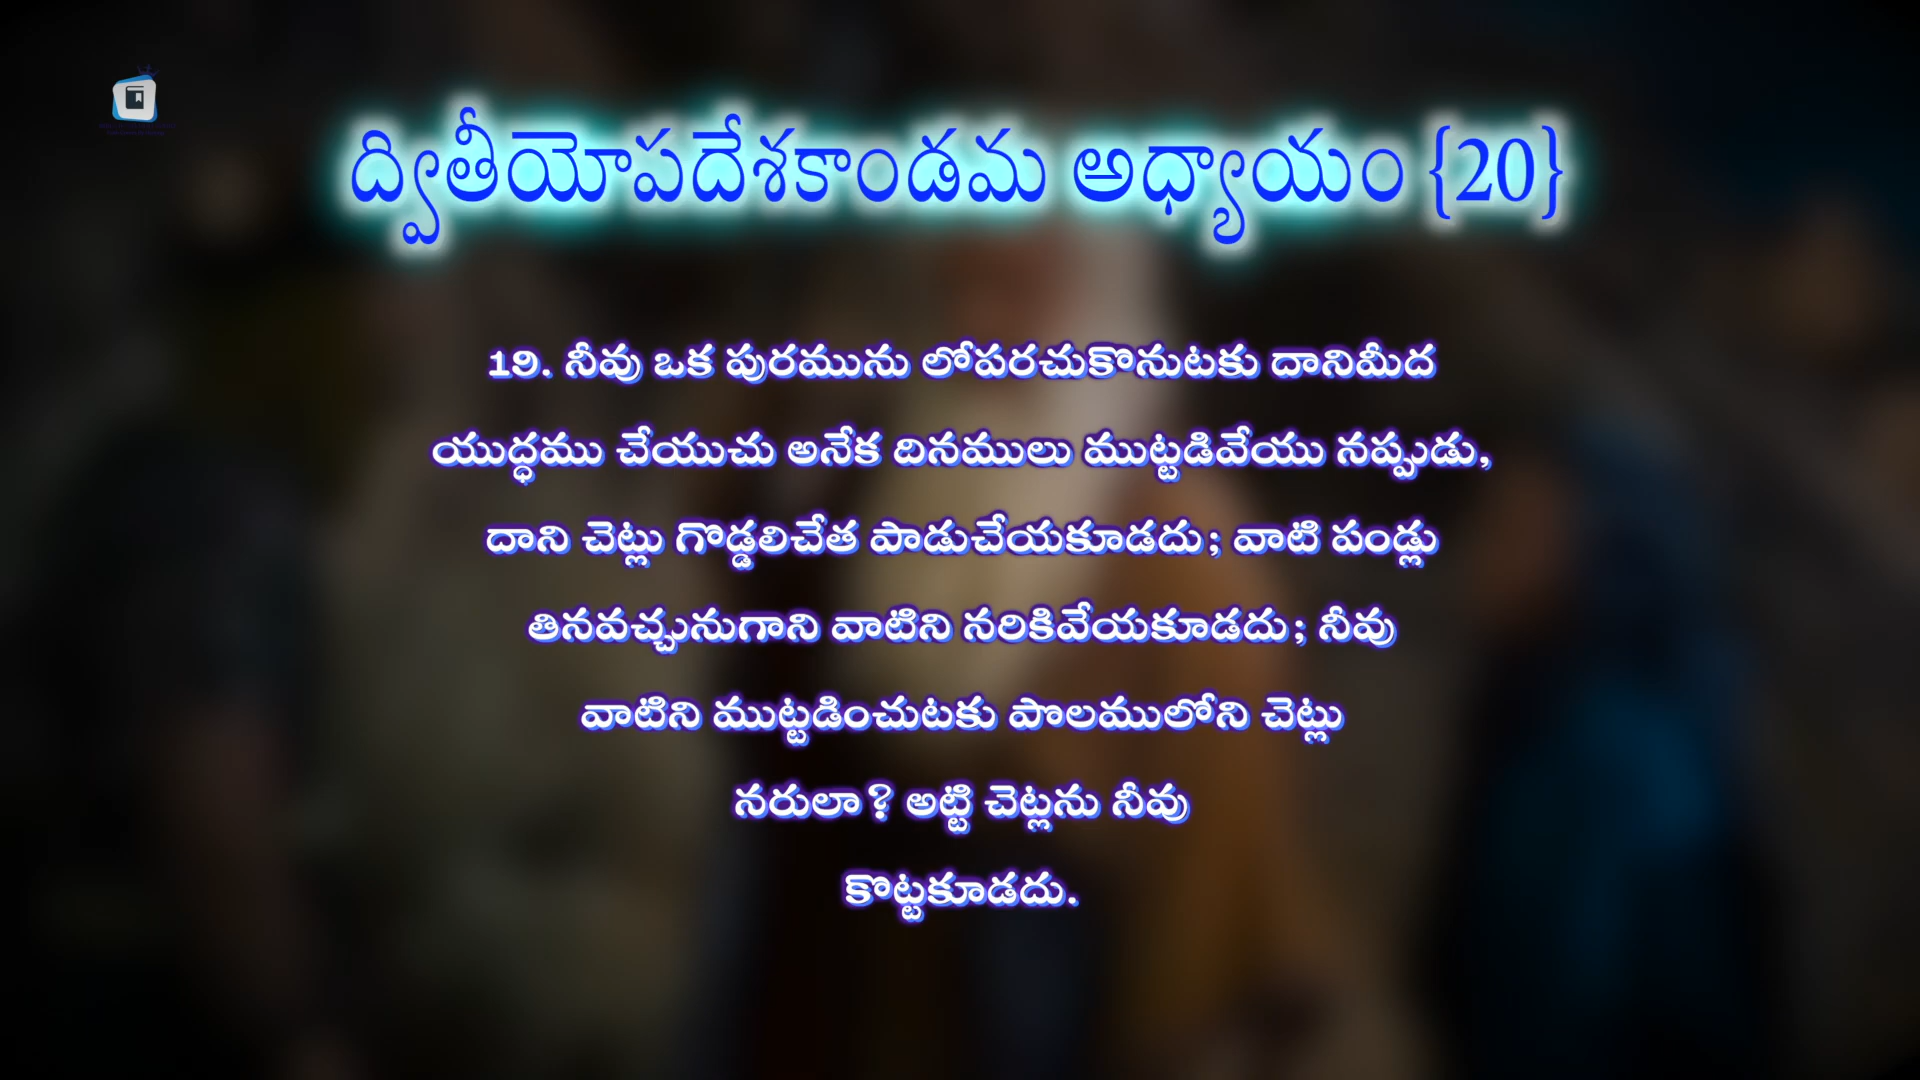 ద్వితీయోపదేశకాండమ అధ్యాయం {20}
19. నీవు ఒక పురమును లోపరచుకొనుటకు దానిమీద
యుద్ధము చేయుచు అనేక దినములు ముట్టడివేయు నప్పుడు,
దాని చెట్లు గొడ్డలిచేత పాడుచేయకూడదు; వాటి పండ్లు
తినవచ్చునుగాని వాటిని నరికివేయకూడదు; నీవు
వాటిని ముట్టడించుటకు పొలములోని చెట్లు
నరులా? అట్టి చెట్లను నీవు
కొట్టకూడదు.